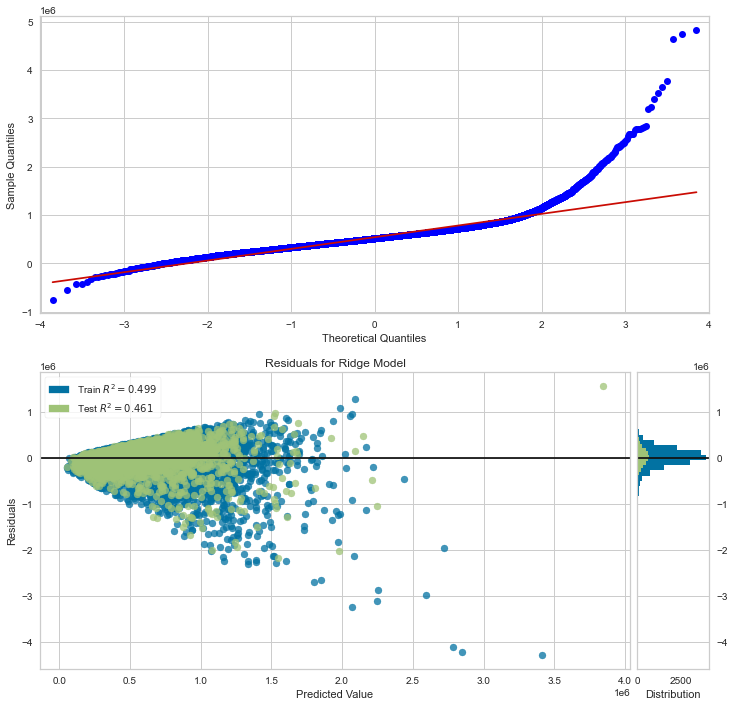 1e6
5
4
3
2
1
0
−1
Sample Quantiles
−4 −3 −2 −1 0 1 2 3 4
Theoretical Quantiles
Residuals for Ridge Model
1e6
1e6
Train R² = 0.499
Test R² = 0.461
1
0
−1
−2
−3
−4
Residuals
1
0
−1
−2
−3
−4
0.0 0.5 1.0 1.5 2.0 2.5 3.0 3.5 4.0
1e6
Predicted Value
0 2500
Distribution